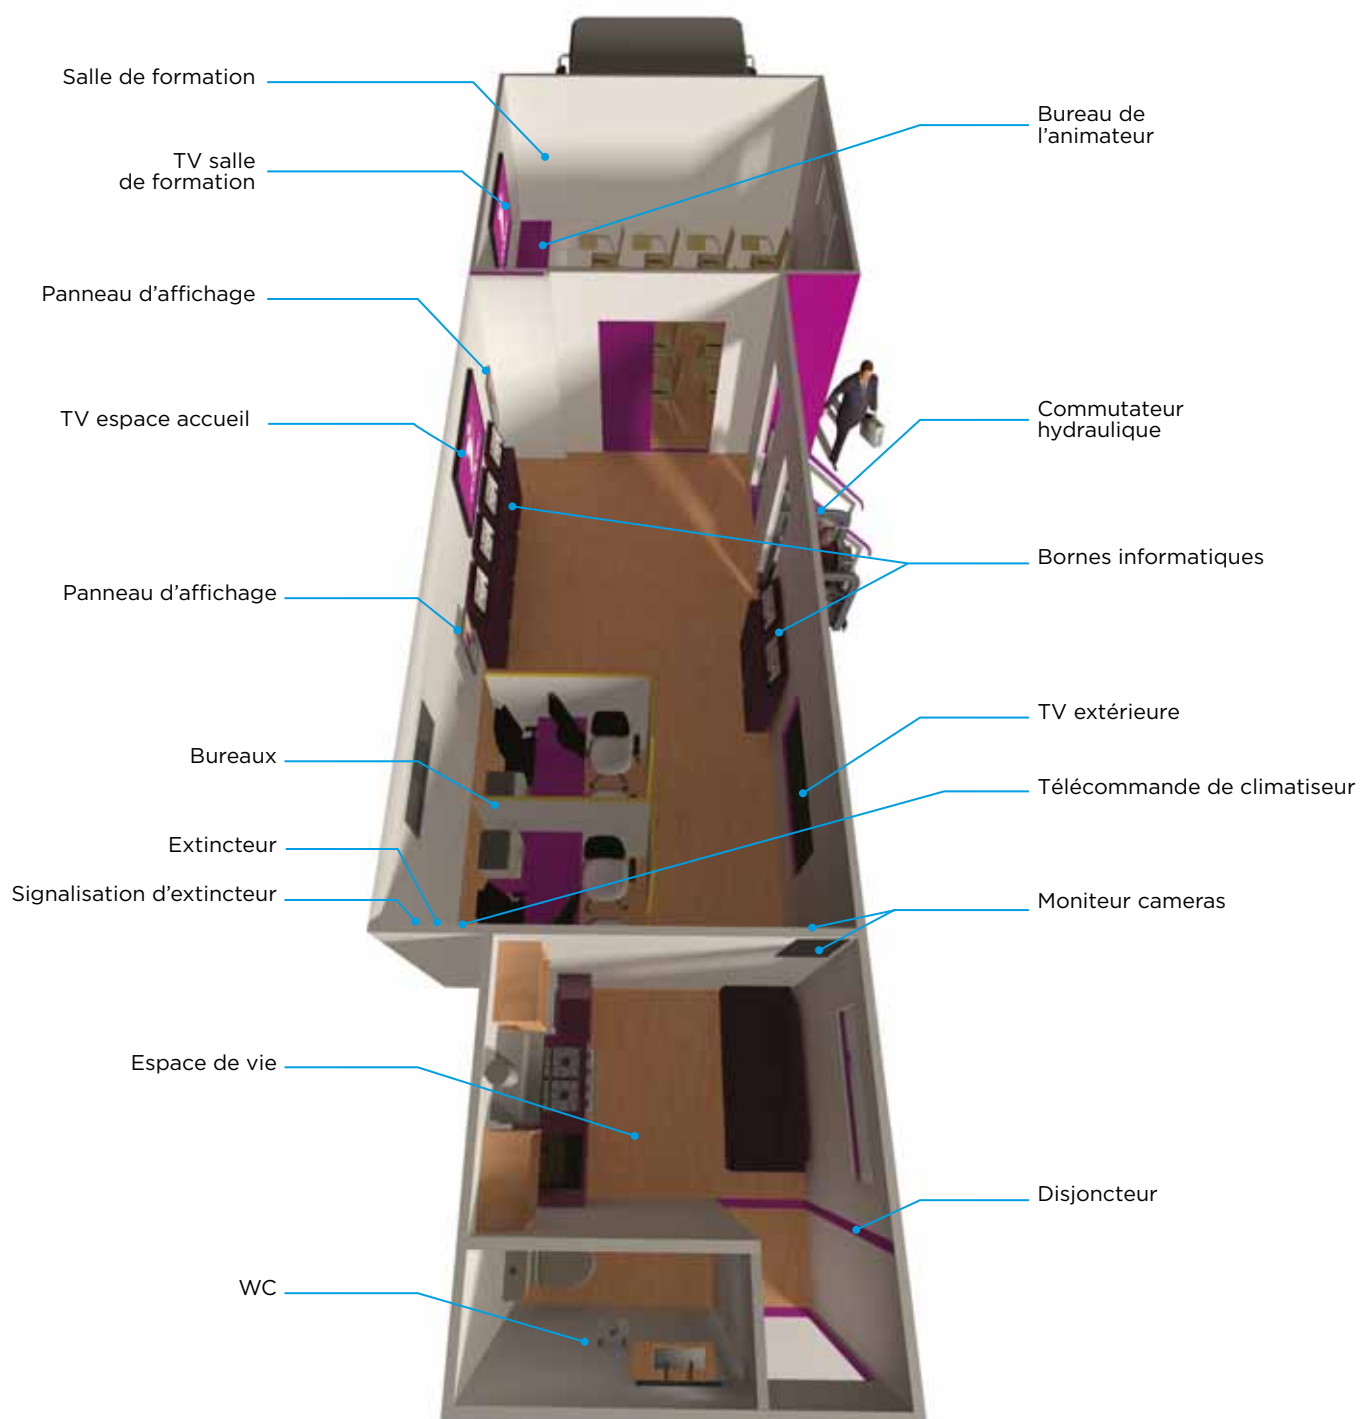 Salle de formation
TV salle
de formation
Panneau d’affichage
TV espace accueil
Panneau d’affichage
Bureaux
Extincteur
Signalisation d’extincteur
Espace de vie
WC
Bureau de
l’animateur
Commutateur
hydraulique
Bornes informatiques
TV extérieure
Télécommande de climatiseur
Moniteur cameras
Disjoncteur